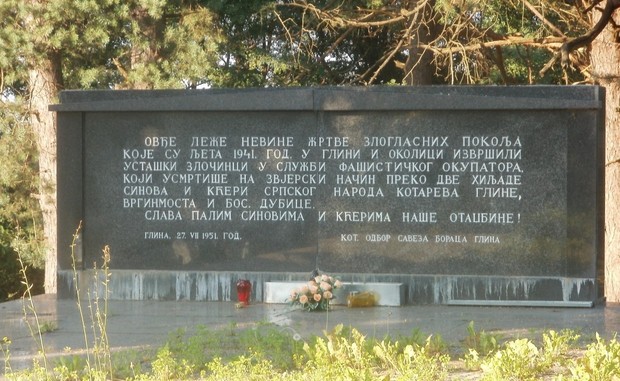 ОВЂЕ ЛЕЖЕ НЕВИНЕ ЖРТВЕ ЗЛОГЛАСНИХ ПОКОЉА
КОЈЕ СУ ЉЕТА 1941. ГОД. У ГЛИНИ И ОКОЛИЦИ ИЗВРШИЛИ
УСТАШКИ ЗЛОЧИНЦИ У СЛУЖБИ ФАШИСТИЧКОГ ОКУПАТОРА,
КОЈИ УСМРТИШЕ НА ЗВЈЕРСКИ НАЧИН ПРЕКО ДВЕ ХИЉАДЕ
СИНОВА И КЋЕРИ СРПСКОГ НАРОДА КОТАРЕВА ГЛИНЕ,
ВРГИНМОСТА И БОС. ДУБИЦЕ.
СЛАВА ПАЛИМ СИНОВИМА И КЋЕРИМА НАШЕ ОТАЏБИНЕ!
ГЛИНА, 27. VII 1951. ГОД. КОТ. ОДБОР САВЕЗА БОРАЦА ГЛИНА